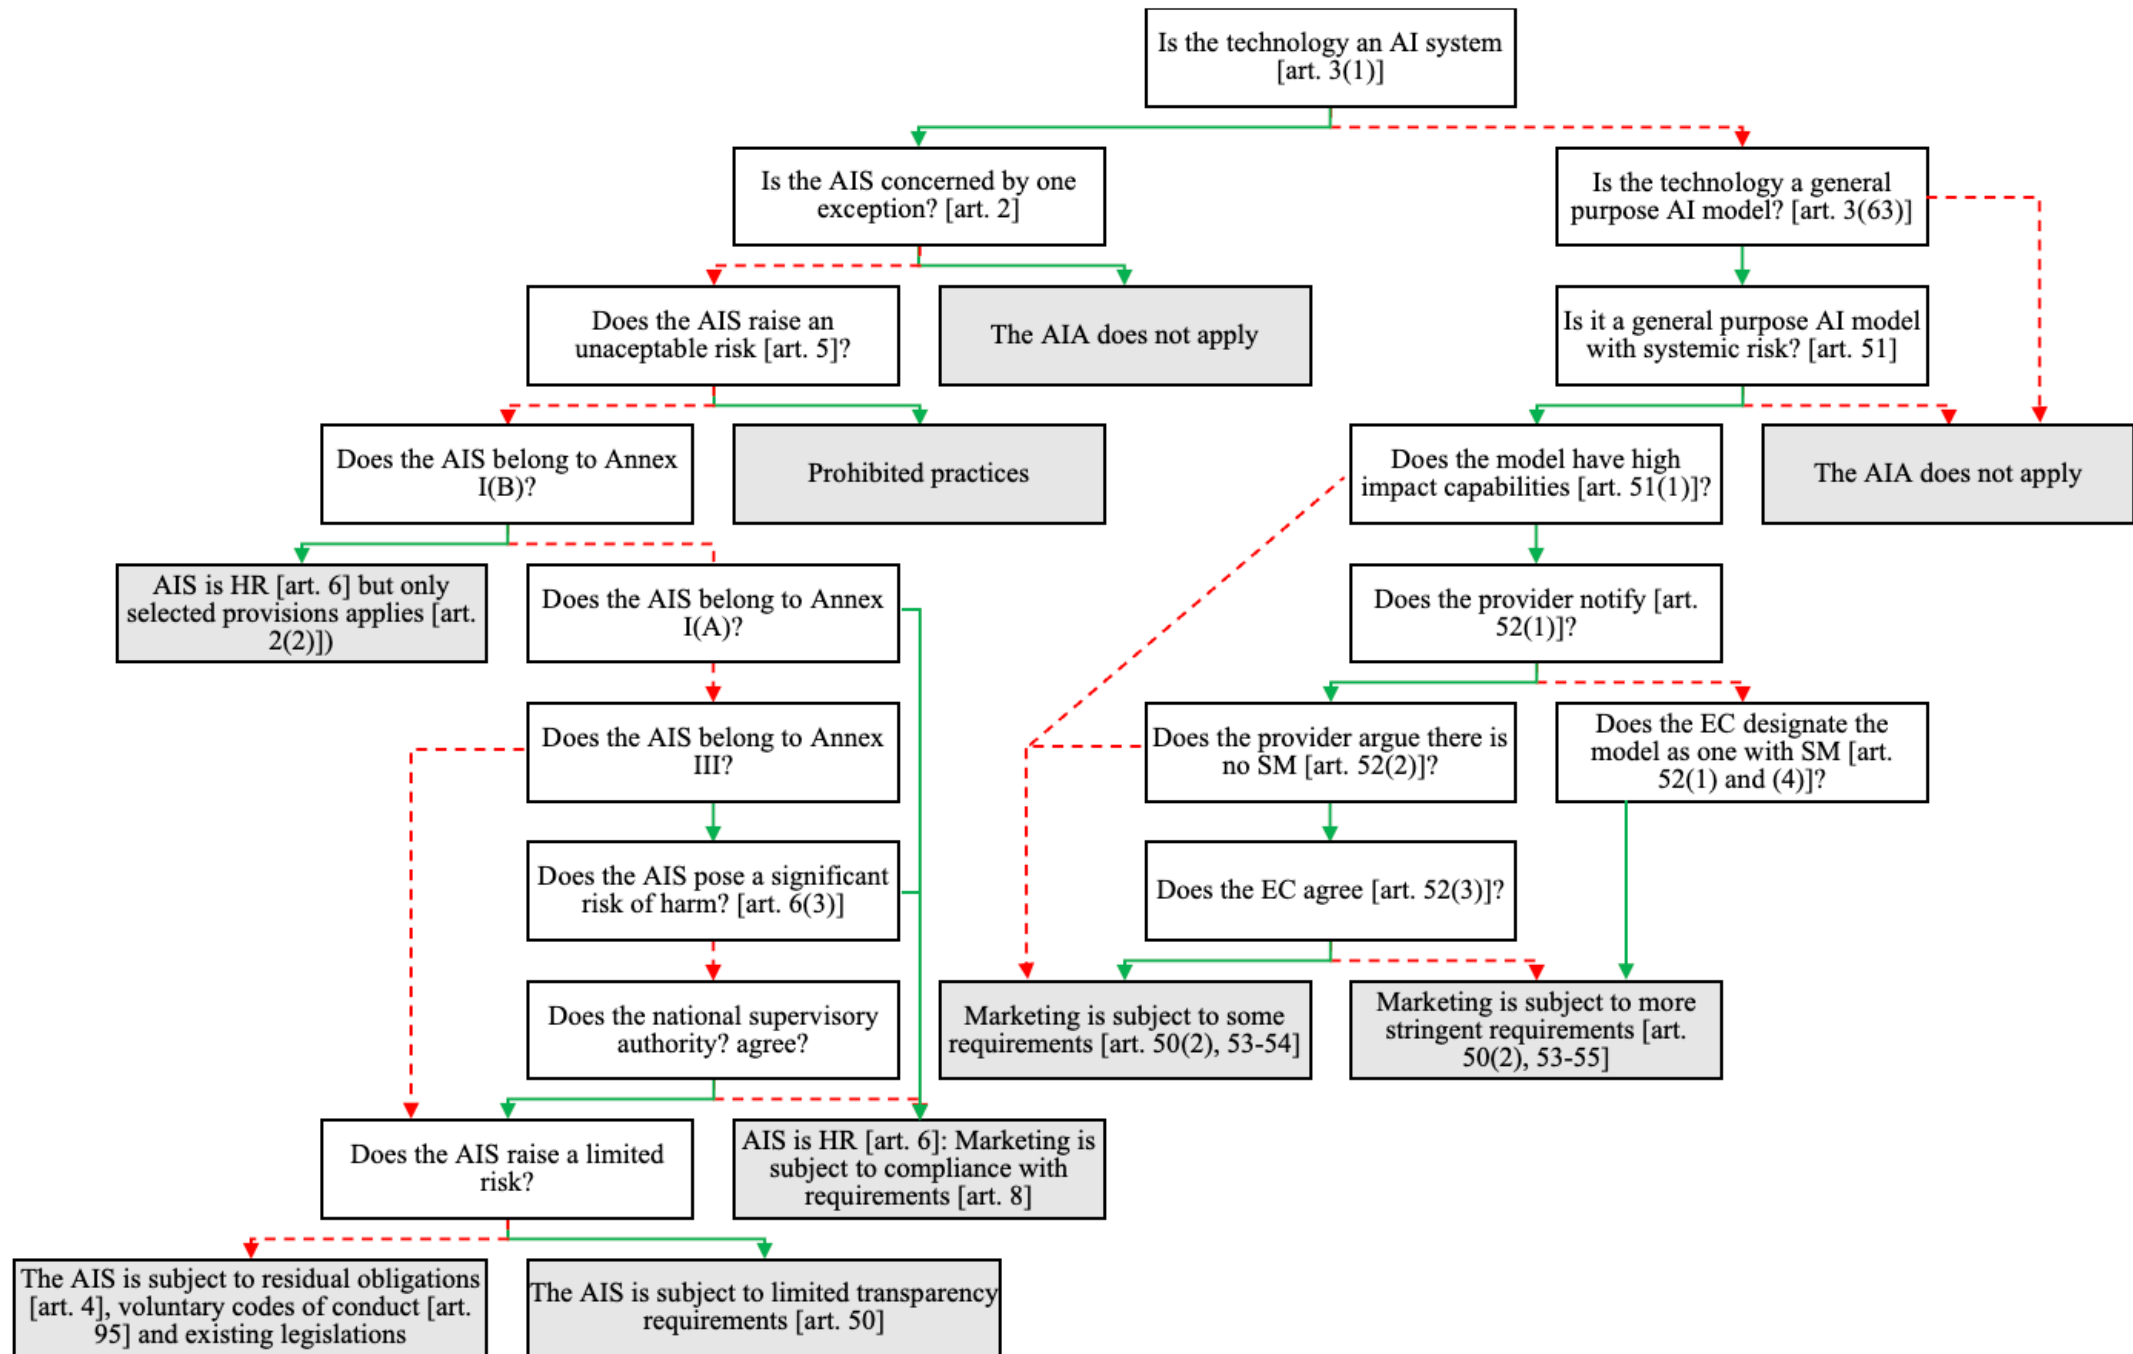 Is the technology an AI system
[art. 3(1)]
Is the AIS concerned by one
exception? [art. 2]
Is the technology a general
purpose AI model? [art. 3(63)]
Does the AIS raise an
unaceptable risk [art. 5]?
The AIA does not apply
Is it a general purpose AI model
with systemic risk? [art. 51]
Does the AIS belong to Annex
I(B)?
Prohibited practices
Does the model have high
impact capabilities [art. 51(1)]?
The AIA does not apply
AIS is HR [art. 6] but only
selected provisions applies [art.
2(2)])
Does the AIS belong to Annex
I(A)?
Does the provider notify [art.
52(1)]?
Does the AIS belong to Annex
III?
Does the provider argue there is
no SM [art. 52(2)]?
Does the EC designate the
model as one with SM [art.
52(1) and (4)]?
Does the AIS pose a significant
risk of harm? [art. 6(3)]
Does the EC agree [art. 52(3)]?
Does the national supervisory
authority? agree?
Marketing is subject to some
requirements [art. 50(2), 53-54]
Marketing is subject to more
stringent requirements [art.
50(2), 53-55]
Does the AIS raise a limited
risk?
AIS is HR [art. 6]: Marketing is
subject to compliance with
requirements [art. 8]
The AIS is subject to residual obligations
[art. 4], voluntary codes of conduct [art.
95] and existing legislations
The AIS is subject to limited transparency
requirements [art. 50]